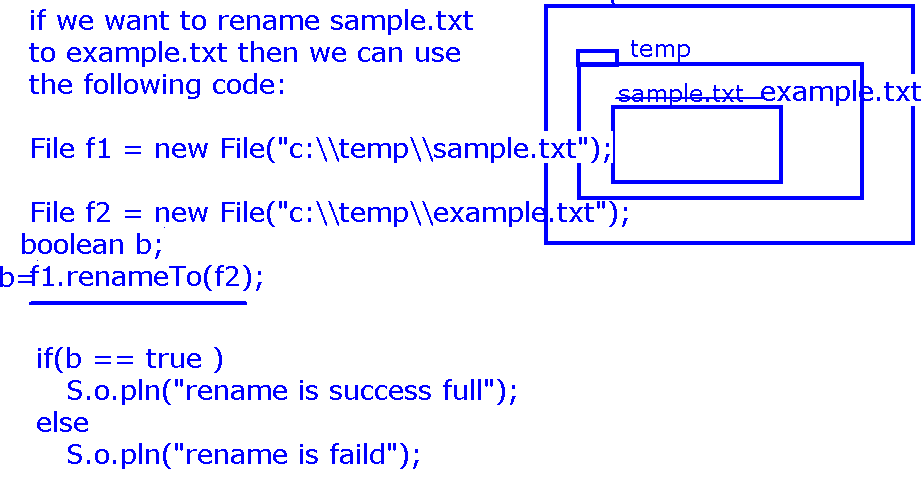 if we want to rename sample.txt
to example.txt then we can use
the following code:
File f1 = new File("c:\\temp\\sample.txt");
File f2 = new File("c:\\temp\\example.txt");
boolean b;
b=f1.renameTo(f2);
if(b == true )
S.o.pln("rename is success full");
else
S.o.pln("rename is faild");
temp
sample.txt example.txt